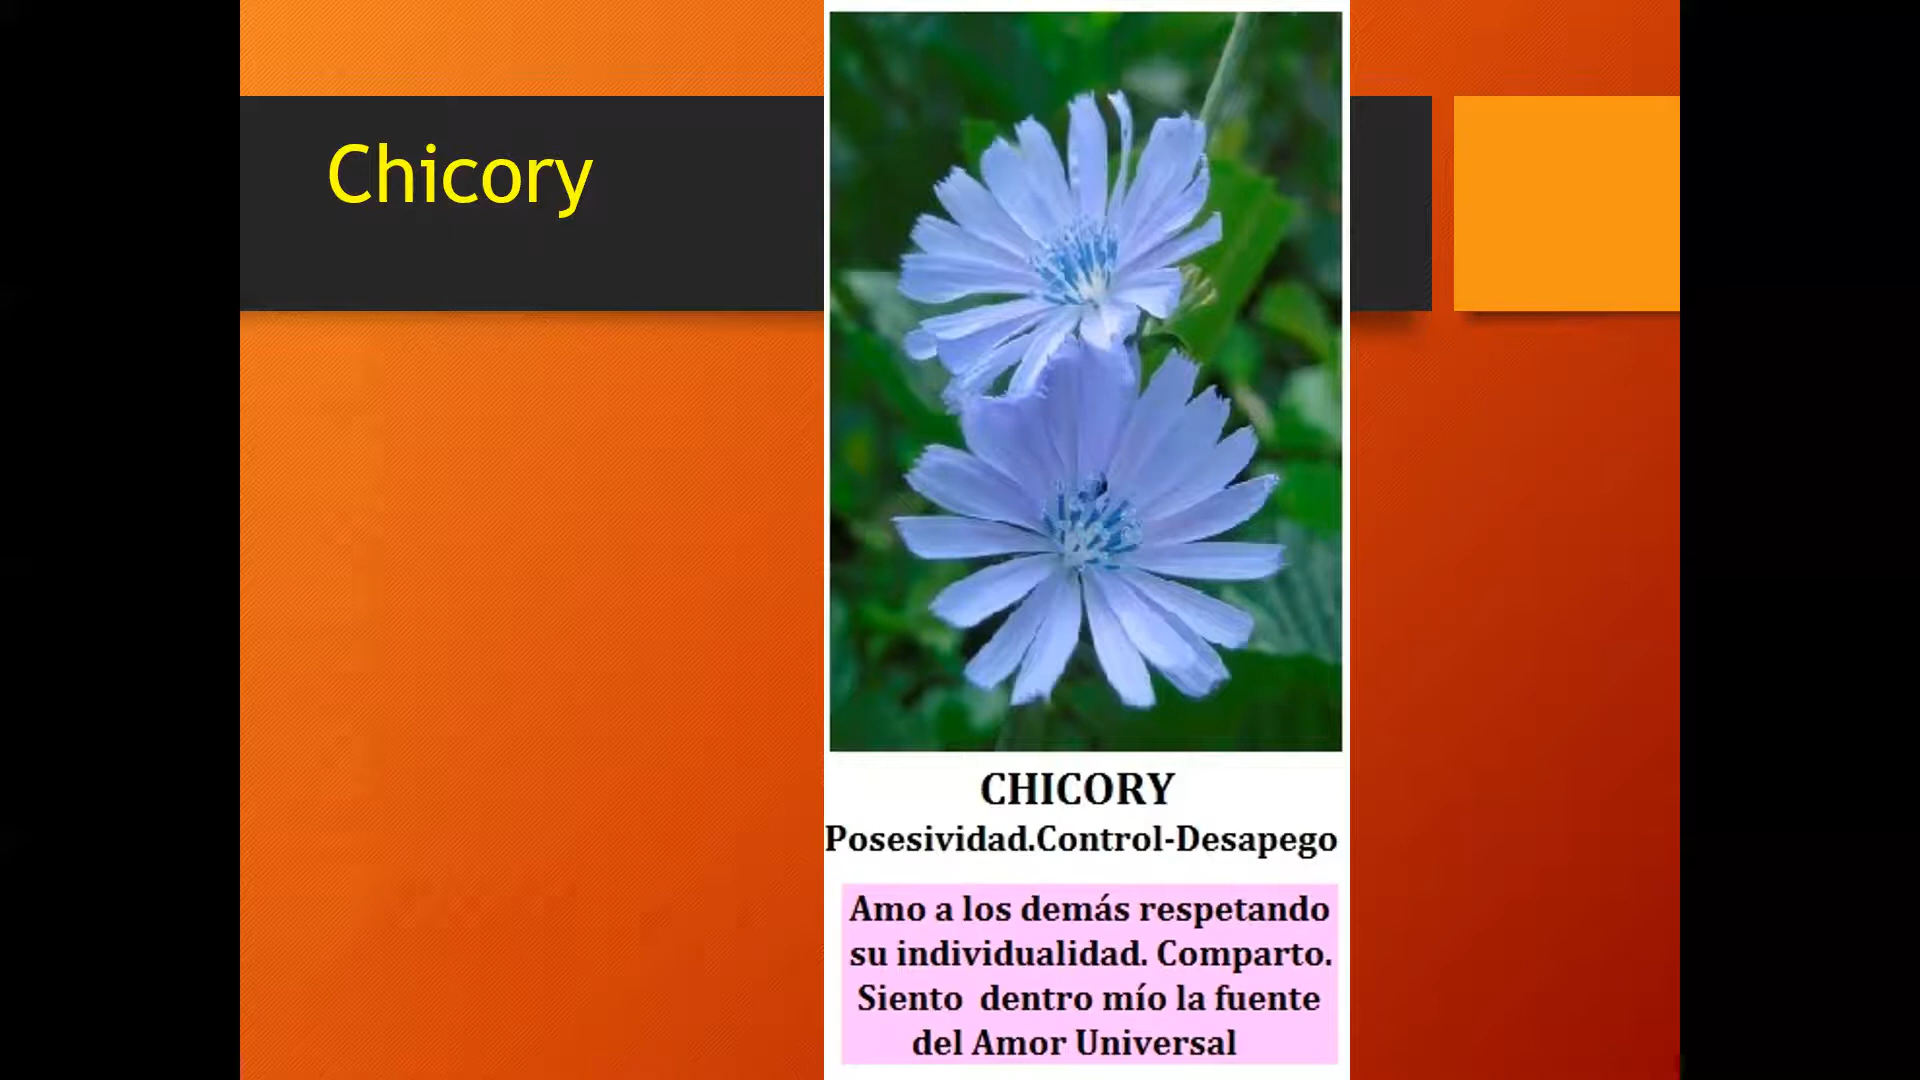 Chicory
CHICORY
Posesividad.Control-Desapego
Amo a los demás respetando
su individualidad. Comparto.
Siento dentro mío la fuente
del Amor Universal